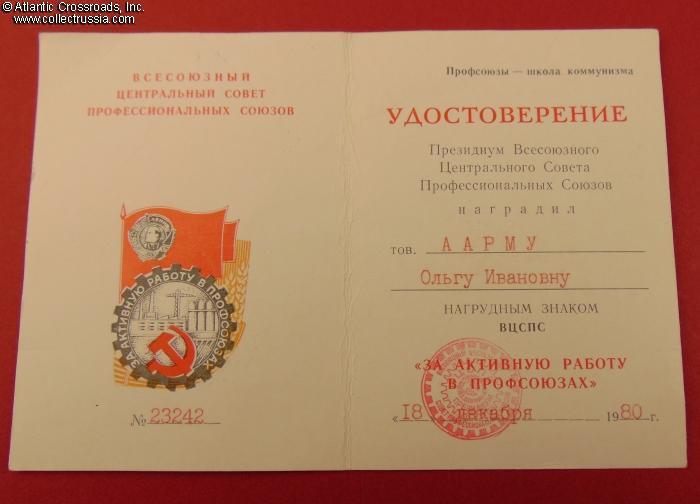 © Atlantic Crossroads, Inc.
www.collectrussia.com
ВСЕСОЮЗНЫЙ
ЦЕНТРАЛЬНЫЙ СОВЕТ
ПРОФЕССИОНАЛЬНЫХ СОЮЗОВ
ЗА АКТИВНУЮ РАБОТУ В ПРОФСОЮЗАХ
№ 23242
Профсоюзы — школа коммунизма
УДОСТОВЕРЕНИЕ
Президиум Всесоюзного
Центрального Совета
Профессиональных Союзов
наградил
тов. ААРМУ
Ольгу Ивановну
НАГРУДНЫМ ЗНАКОМ
ВЦСПС
«ЗА АКТИВНУЮ РАБОТУ
В ПРОФСОЮЗАХ»
«18 декабря 1980 г.